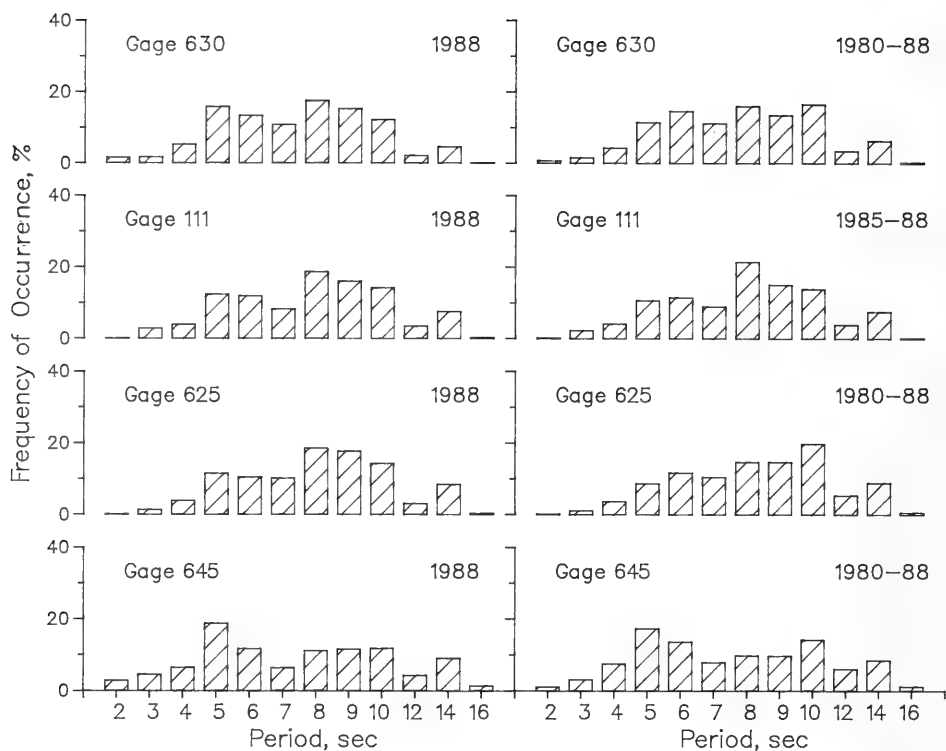 Frequency of Occurrence, %
40
20
0
Gage 630 1988
Gage 630 1980-88
40
20
0
Gage 111 1988
Gage 111 1985-88
40
20
0
Gage 625 1988
Gage 625 1980-88
40
20
0
Gage 645 1988
Gage 645 1980-88
2 3 4 5 6 7 8 9 10 12 14 16
2 3 4 5 6 7 8 9 10 12 14 16
Period, sec
Period, sec